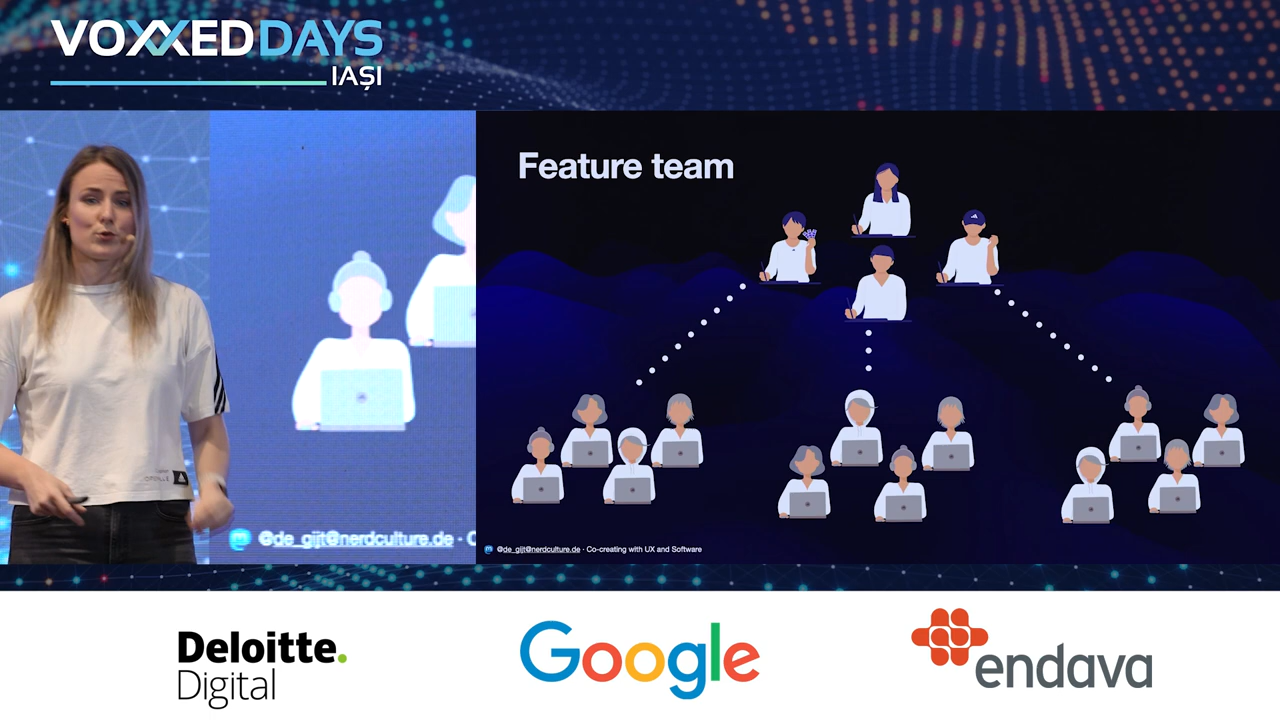 VOXXEDDAYS
IAȘI
Feature team
@de_gijt@nerdculture.de · C
@de_gijt@nerdculture.de · Co-creating with UX and Software
Deloitte.
Digital
Google
endava